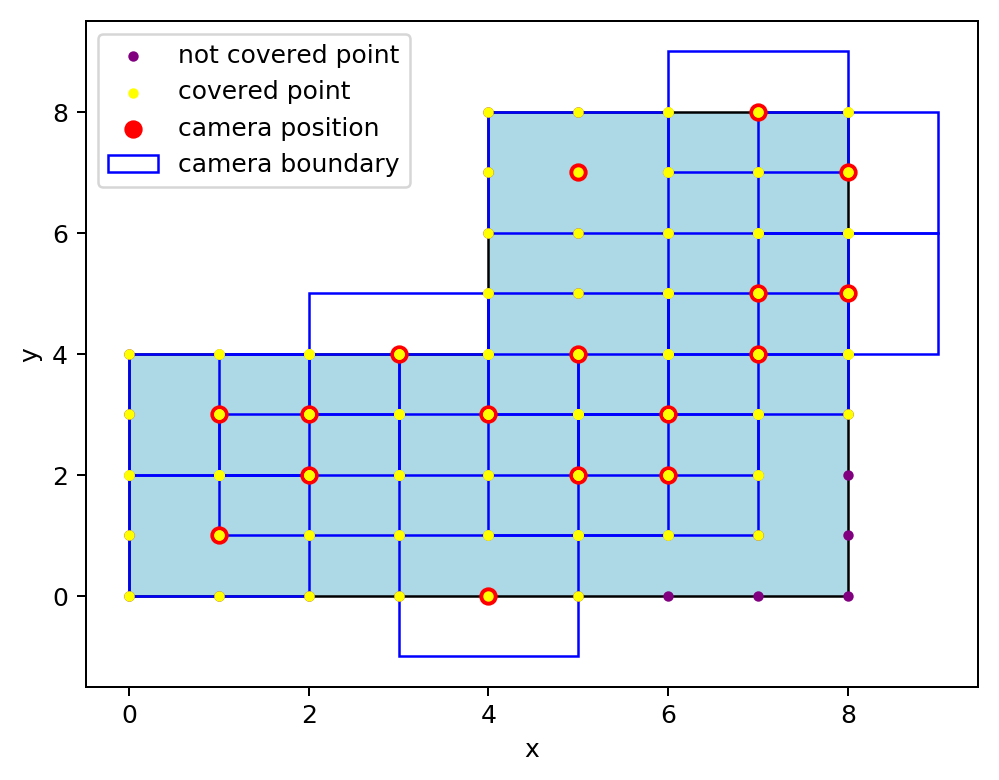 not covered point
covered point
camera position
camera boundary
8
6
4
2
0
y
0 2 4 6 8
x